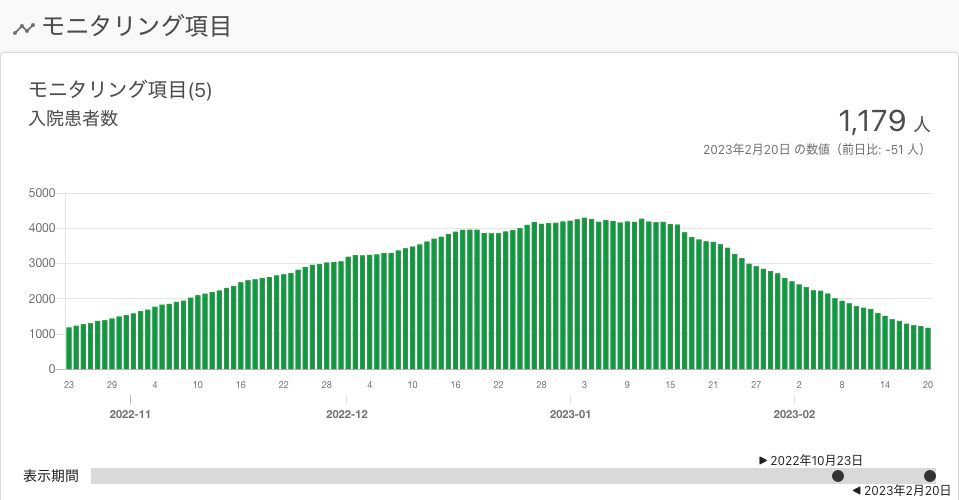 モニタリング項目
モニタリング項目(5)
入院患者数
1,179 人
2023年2月20日 の数値（前日比: -51 人）
5000
4000
3000
2000
1000
0
23 29 4 10 16 22 28 4 10 16 22 28 3 9 15 21 27 2 8 14 20
2022-11 2022-12 2023-01 2023-02
2022年10月23日
表示期間
2023年2月20日